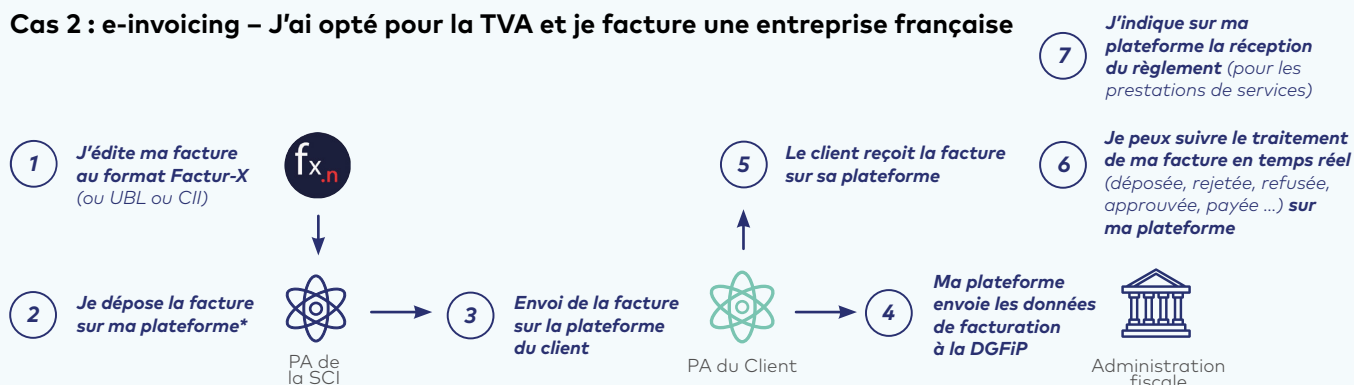 Cas 2 : e-invoicing – J'ai opté pour la TVA et je facture une entreprise française
1
J'édite ma facture
au format Factur-X
(ou UBL ou CII)
fx.n
2
Je dépose la facture
sur ma plateforme*
PA de
la SCI
3
Envoi de la facture
sur la plateforme
du client
PA du Client
4
Ma plateforme
envoie les données
de facturation
à la DGFiP
Administration
fiscale
5
Le client reçoit la facture
sur sa plateforme
6
Je peux suivre le traitement
de ma facture en temps réel
(déposée, rejetée, refusée,
approuvée, payée ...) sur
ma plateforme
7
J'indique sur ma
plateforme la réception
du règlement (pour les
prestations de services)